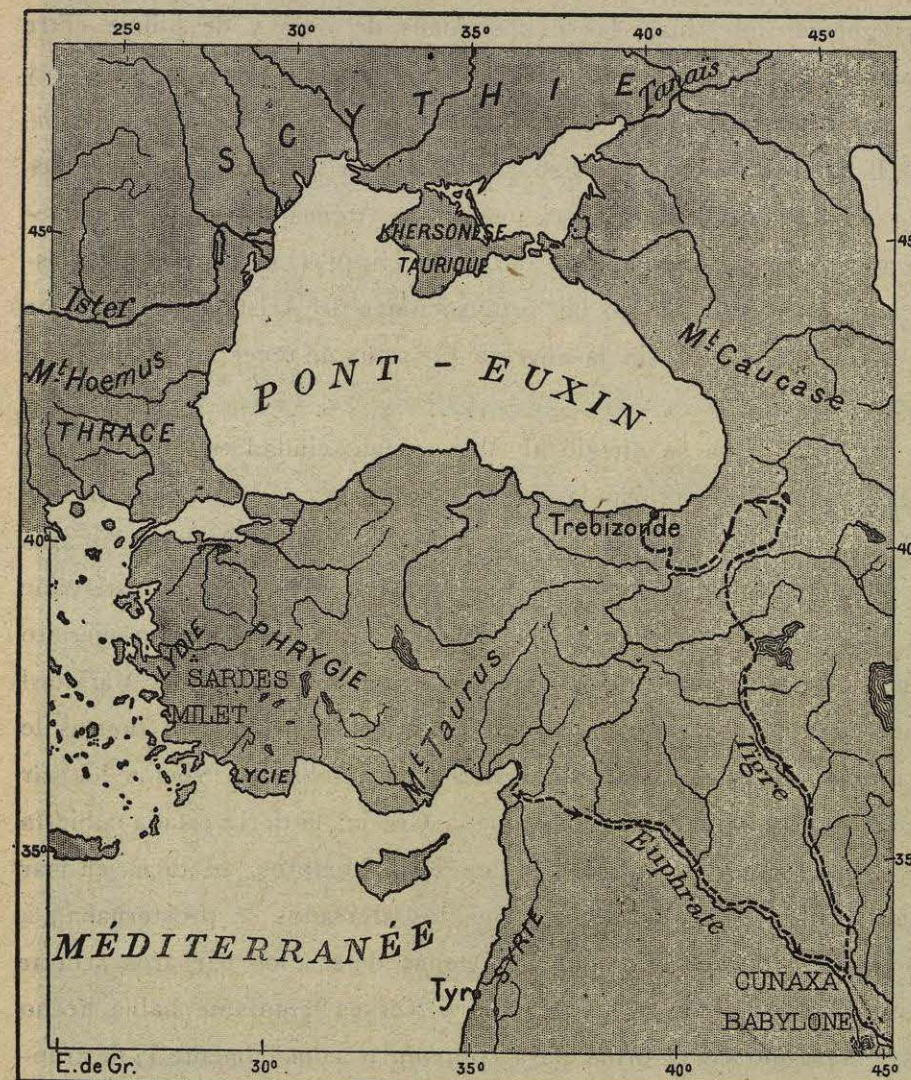 25° 30° 35° 40° 45°
SCYTHIE
Tanaïs
45° 45°
KHERSONÈSE
TAURIQUE
Ister
Mt Hoemus
Mt Caucase
PONT - EUXIN
THRACE
Trebizonde
40° 40°
LYDIE
PHRYGIE
SARDES
MILET
Mt Taurus
LYCIE
Tigre
35° 35°
Euphrate
MÉDITERRANÉE
SYRIE
Tyr
CUNAXA
BABYLONE
E. de Gr. 30° 35° 40° 45°